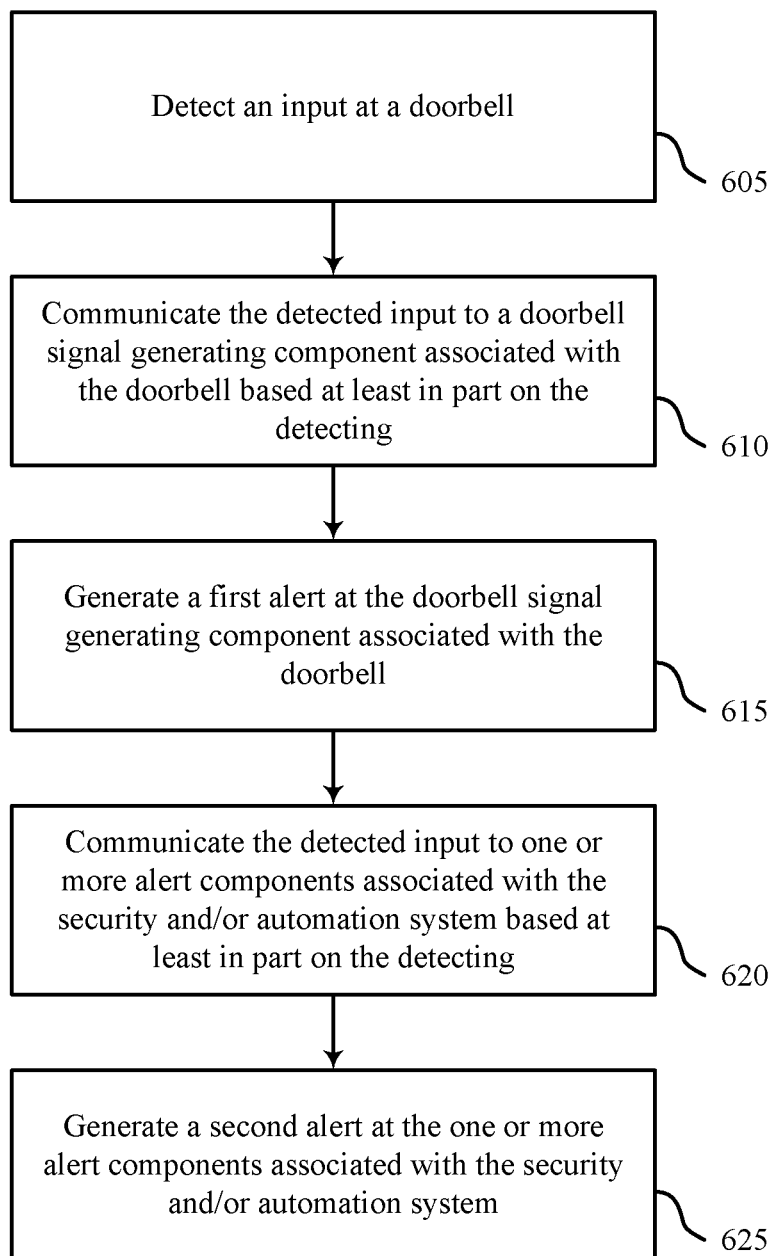 Detect an input at a doorbell
605
Communicate the detected input to a doorbell
signal generating component associated with
the doorbell based at least in part on the
detecting
610
Generate a first alert at the doorbell signal
generating component associated with the
doorbell
615
Communicate the detected input to one or
more alert components associated with the
security and/or automation system based at
least in part on the detecting
620
Generate a second alert at the one or more
alert components associated with the security
and/or automation system
625